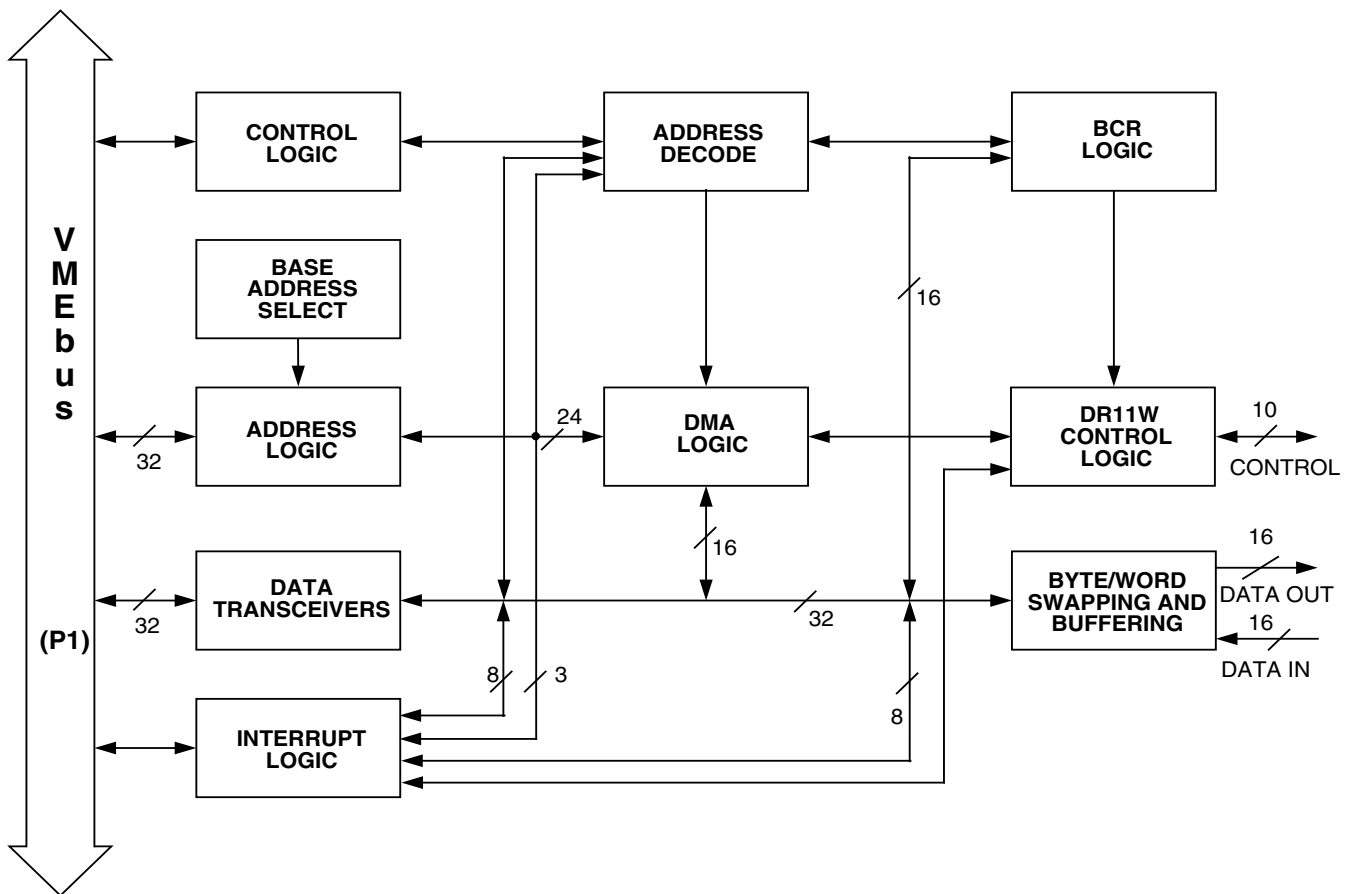 CONTROL
LOGIC
ADDRESS
DECODE
BCR
LOGIC
VMEbus
(P1)
BASE
ADDRESS
SELECT
16
32
ADDRESS
LOGIC
24
DMA
LOGIC
DR11W
CONTROL
LOGIC
10
CONTROL
16
32
DATA
TRANSCEIVERS
32
BYTE/WORD
SWAPPING AND
BUFFERING
16
DATA OUT
16
DATA IN
8
3
8
INTERRUPT
LOGIC